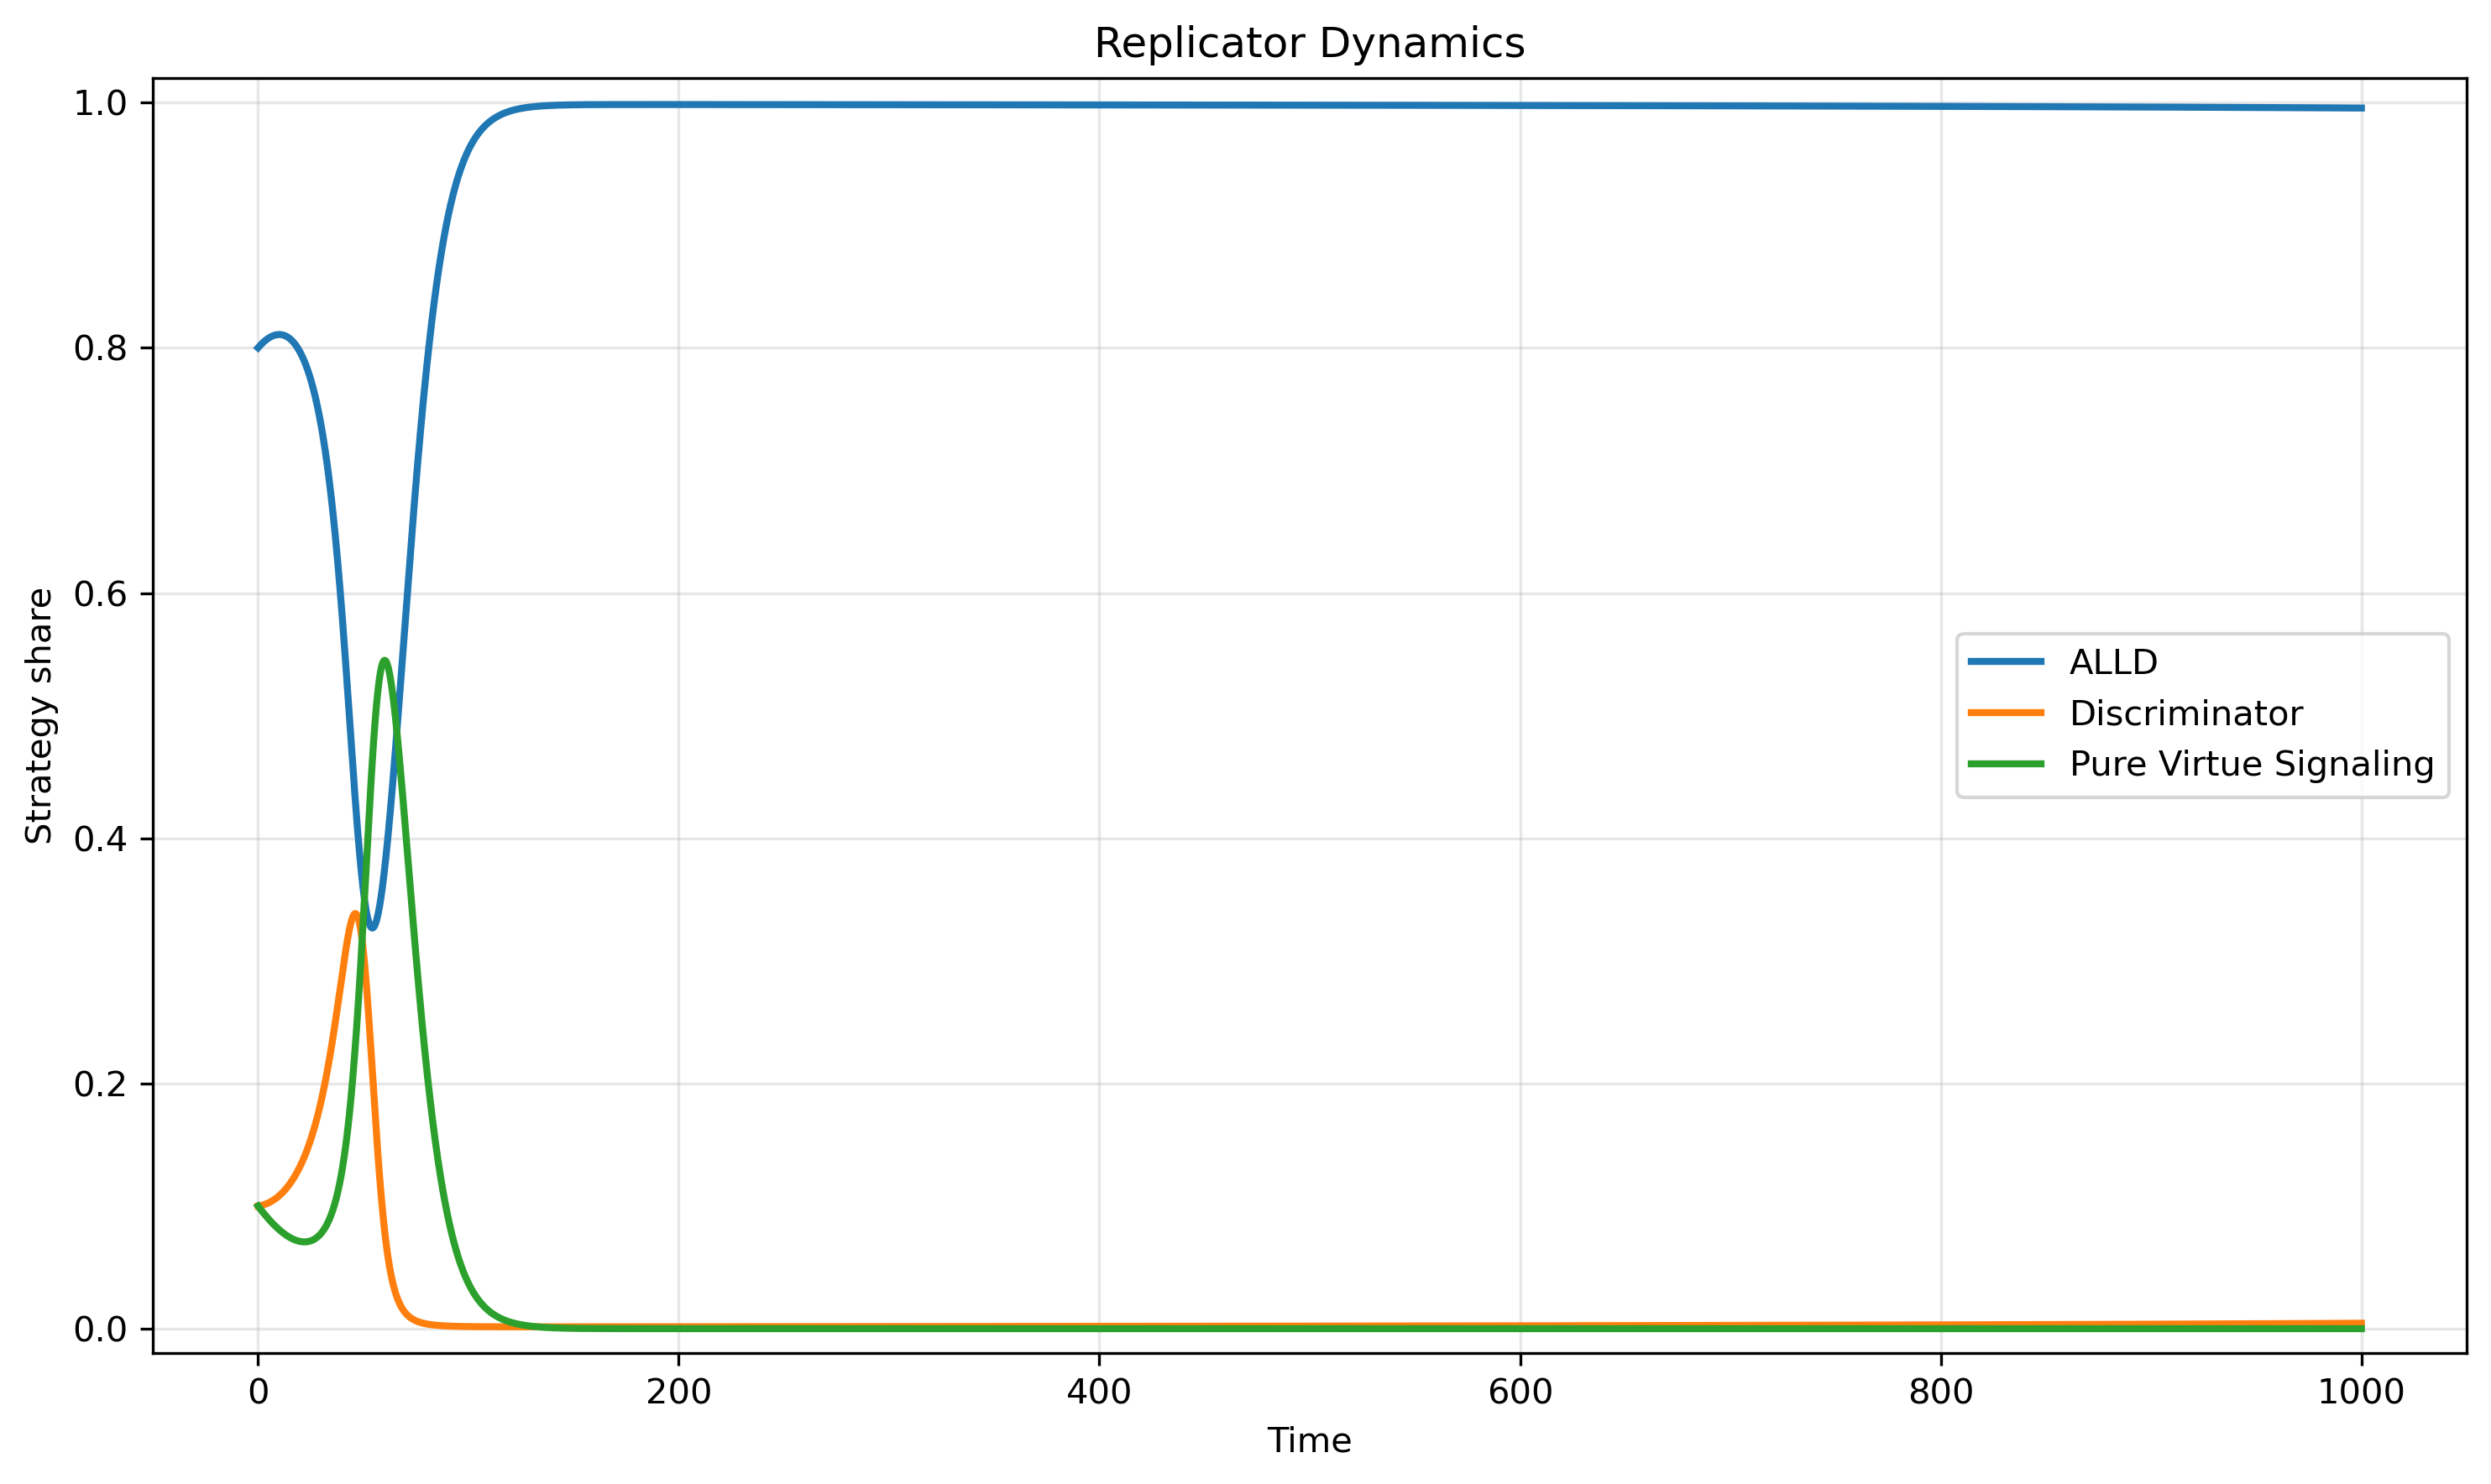 Replicator Dynamics
Strategy share
1.0
0.8
0.6
0.4
0.2
0.0
ALLD
Discriminator
Pure Virtue Signaling
0 200 400 600 800 1000
Time